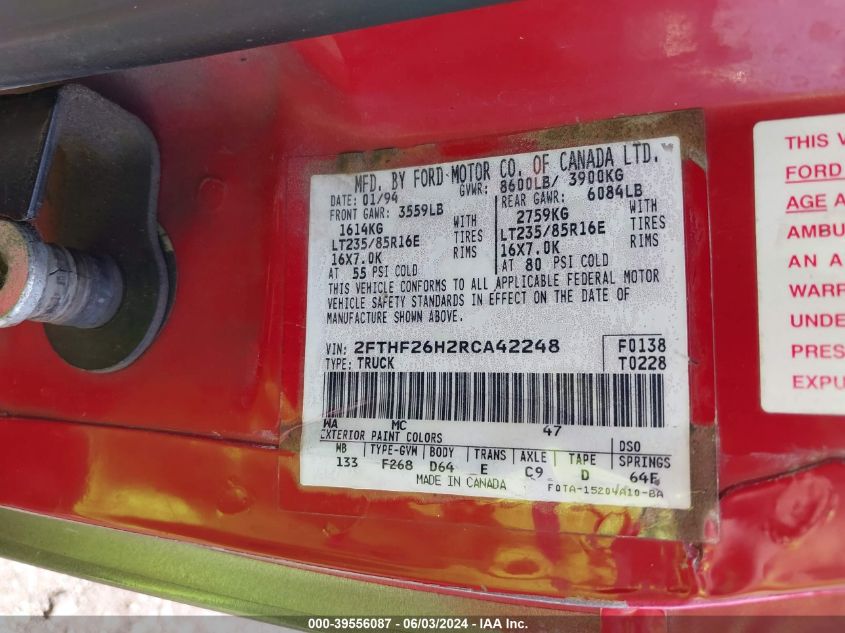 MFD. BY FORD MOTOR CO. OF CANADA LTD.
DATE: 01/94 GVWR: 8600LB/ 3900KG
FRONT GAWR: 3559LB REAR GAWR: 6084LB
1614KG WITH 2759KG WITH
LT235/85R16E TIRES LT235/85R16E TIRES
16X7.0K RIMS 16X7.0K RIMS
AT 55 PSI COLD AT 80 PSI COLD
THIS VEHICLE CONFORMS TO ALL APPLICABLE FEDERAL MOTOR
VEHICLE SAFETY STANDARDS IN EFFECT ON THE DATE OF
MANUFACTURE SHOWN ABOVE.
VIN: 2FTHF26H2RCA42248 F0138
TYPE: TRUCK T0228
WA MC 47
EXTERIOR PAINT COLORS DSO
WB TYPE-GVW BODY TRANS AXLE TAPE SPRINGS
133 F268 D64 E C9 D 64E
MADE IN CANADA F0TA-15204A10-BA
THIS V
FORD
AGE A
AMBU
AN A
WARR
UNDE
PRES
EXPU
000-39556087 - 06/03/2024 - IAA Inc.